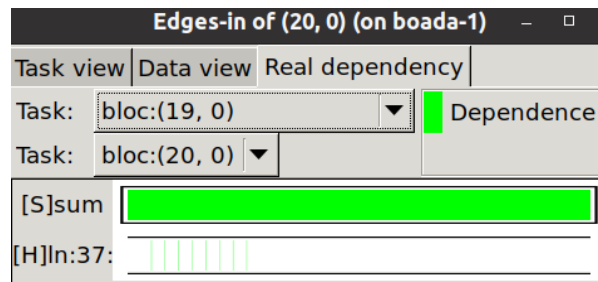 Edges-in of (20, 0) (on boada-1)
Task view Data view Real dependency
Task: bloc:(19, 0) Dependence
Task: bloc:(20, 0)
[S]sum
[H]ln:37: